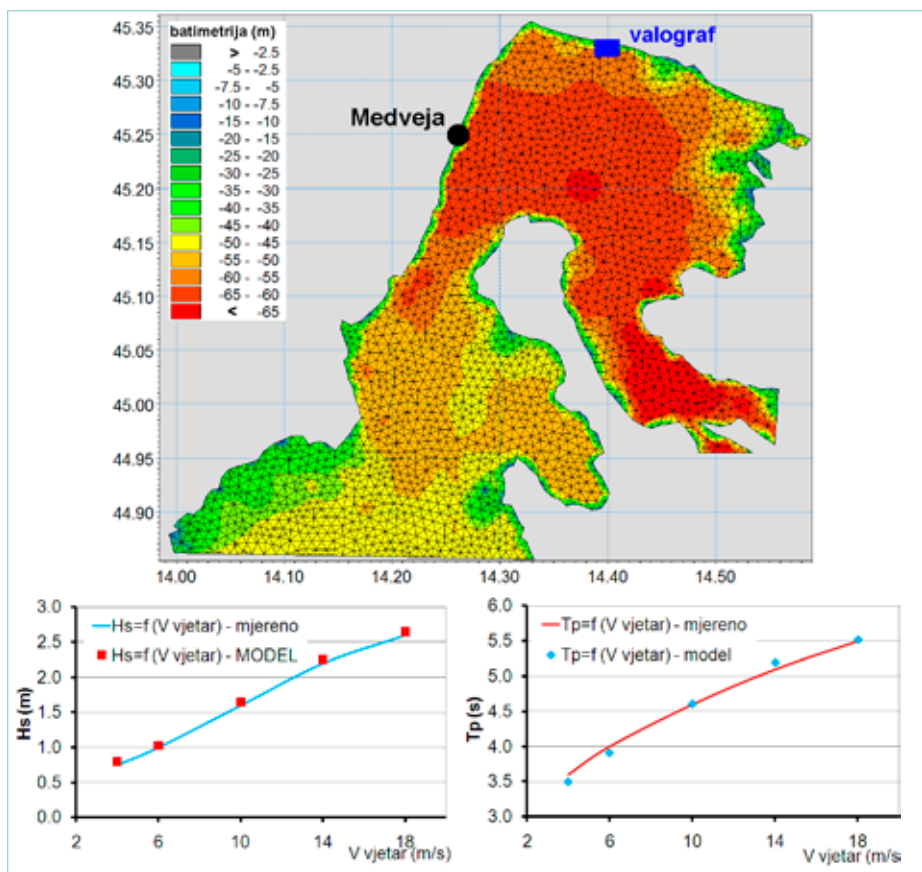 batimetrija (m)
> -2.5
-5 - -2.5
-7.5 - -5
-10 - -7.5
-15 - -10
-20 - -15
-25 - -20
-30 - -25
-35 - -30
-40 - -35
-45 - -40
-50 - -45
-55 - -50
-60 - -55
-65 - -60
< -65
valograf
Medveja
45.35
45.30
45.25
45.20
45.15
45.10
45.05
45.00
44.95
44.90
14.00 14.10 14.20 14.30 14.40 14.50
Hs=f (V vjetar) - mjereno
Hs=f (V vjetar) - MODEL
Hs (m)
3.0
2.5
2.0
1.5
1.0
0.5
0.0
2 6 10 14 18
V vjetar (m/s)
Tp=f (V vjetar) - mjereno
Tp=f (V vjetar) - model
Tp (s)
6.0
5.5
5.0
4.5
4.0
3.5
3.0
2 6 10 14 18
V vjetar (m/s